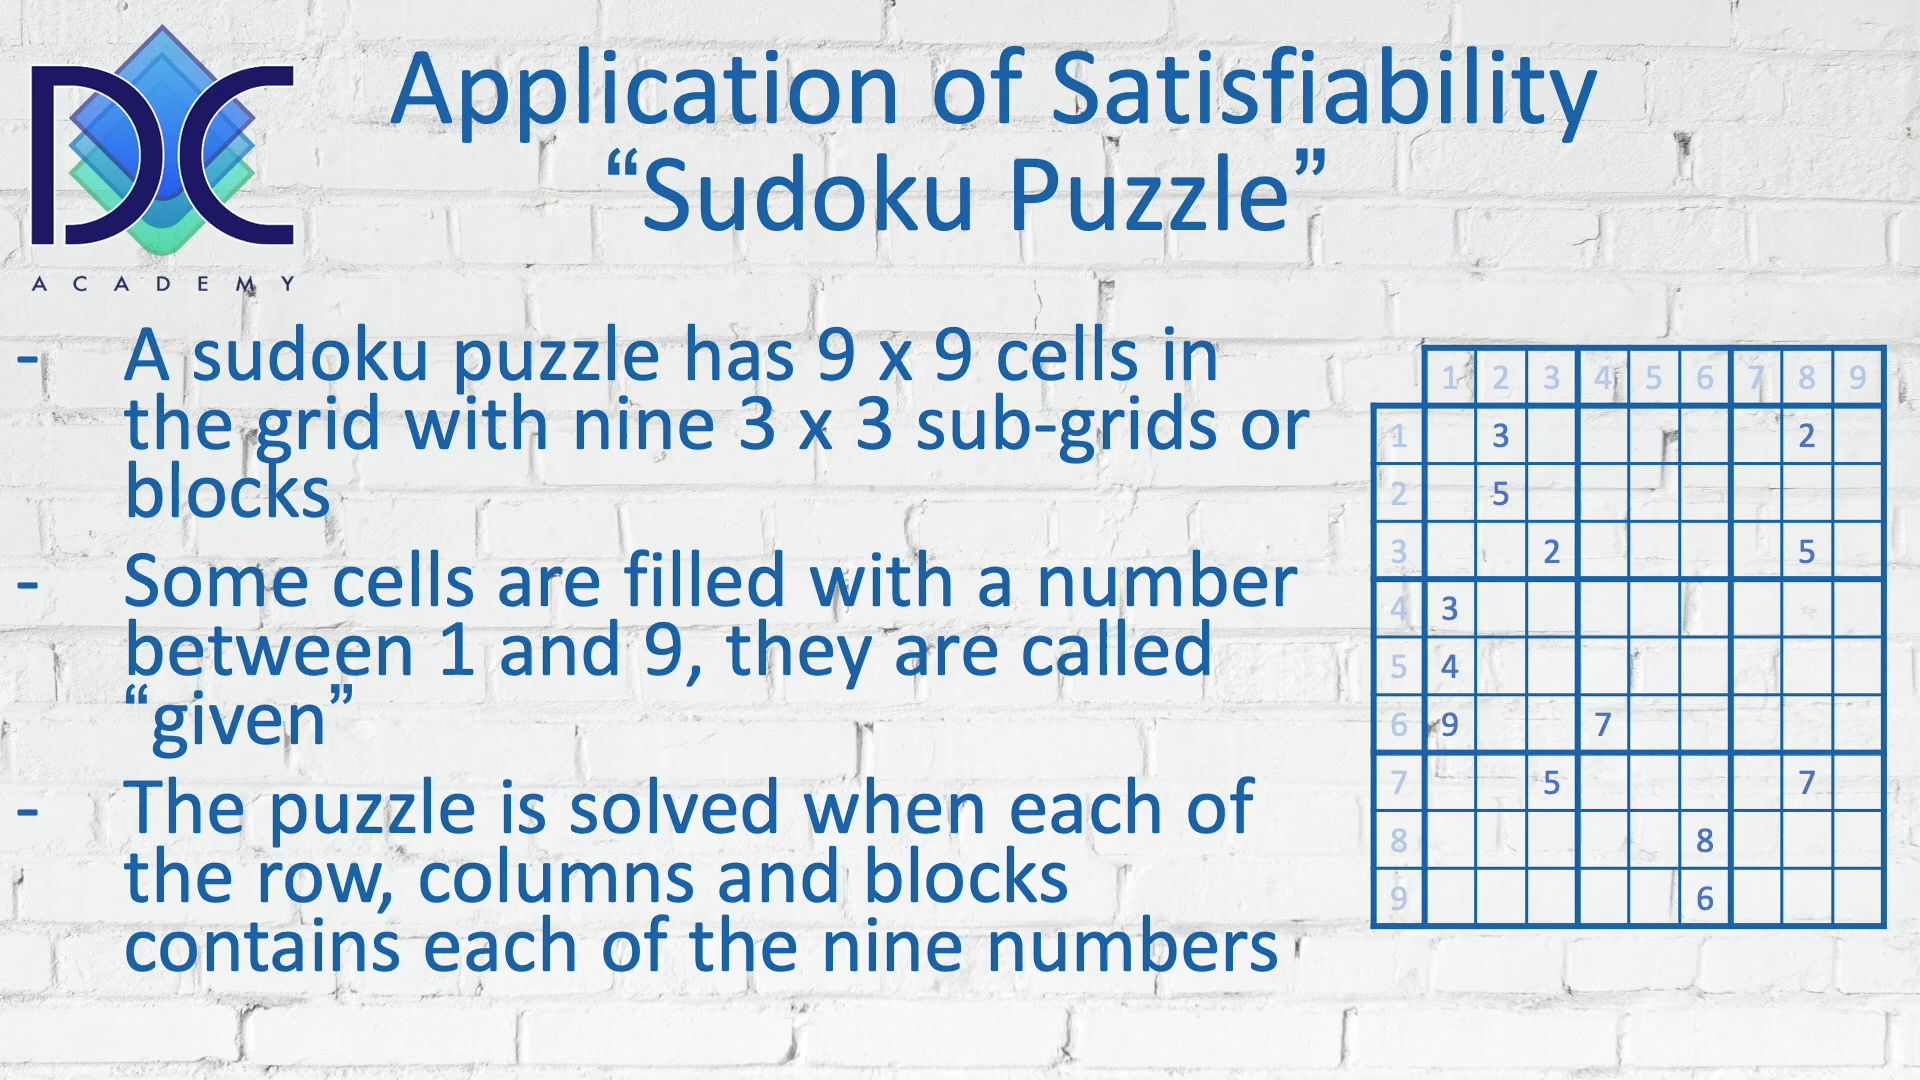 DC
ACADEMY
Application of Satisfiability
“Sudoku Puzzle”
- A sudoku puzzle has 9 x 9 cells in
the grid with nine 3 x 3 sub-grids or
blocks
- Some cells are filled with a number
between 1 and 9, they are called
“given”
- The puzzle is solved when each of
the row, columns and blocks
contains each of the nine numbers
1 2 3 4 5 6 7 8 9
1 3 2
2 5
3 2 5
4 3
5 4
6 9 7
7 5 7
8 8
9 6